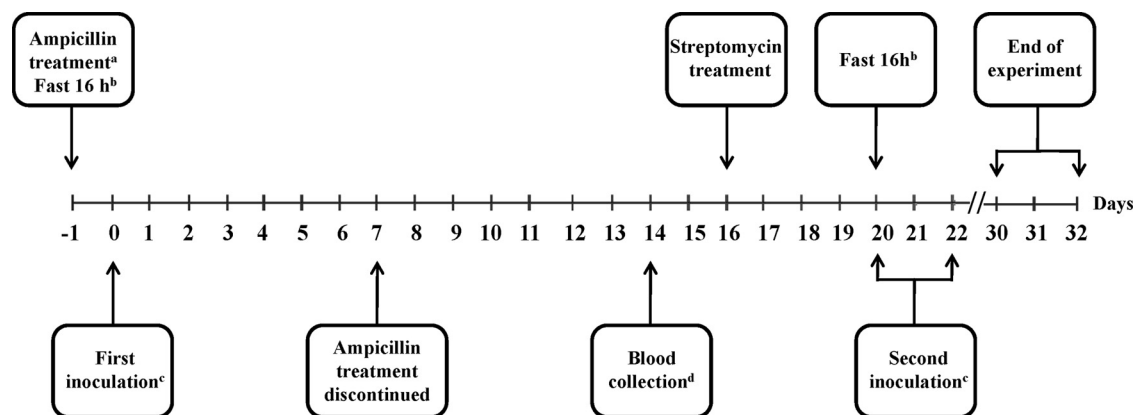 Ampicillin
treatmentᵃ
Fast 16 hᵇ
Streptomycin
treatment
Fast 16hᵇ
End of
experiment
-1 0 1 2 3 4 5 6 7 8 9 10 11 12 13 14 15 16 17 18 19 20 21 22 30 31 32 Days
First
inoculationᶜ
Ampicillin
treatment
discontinued
Blood
collectionᵈ
Second
inoculationᶜ